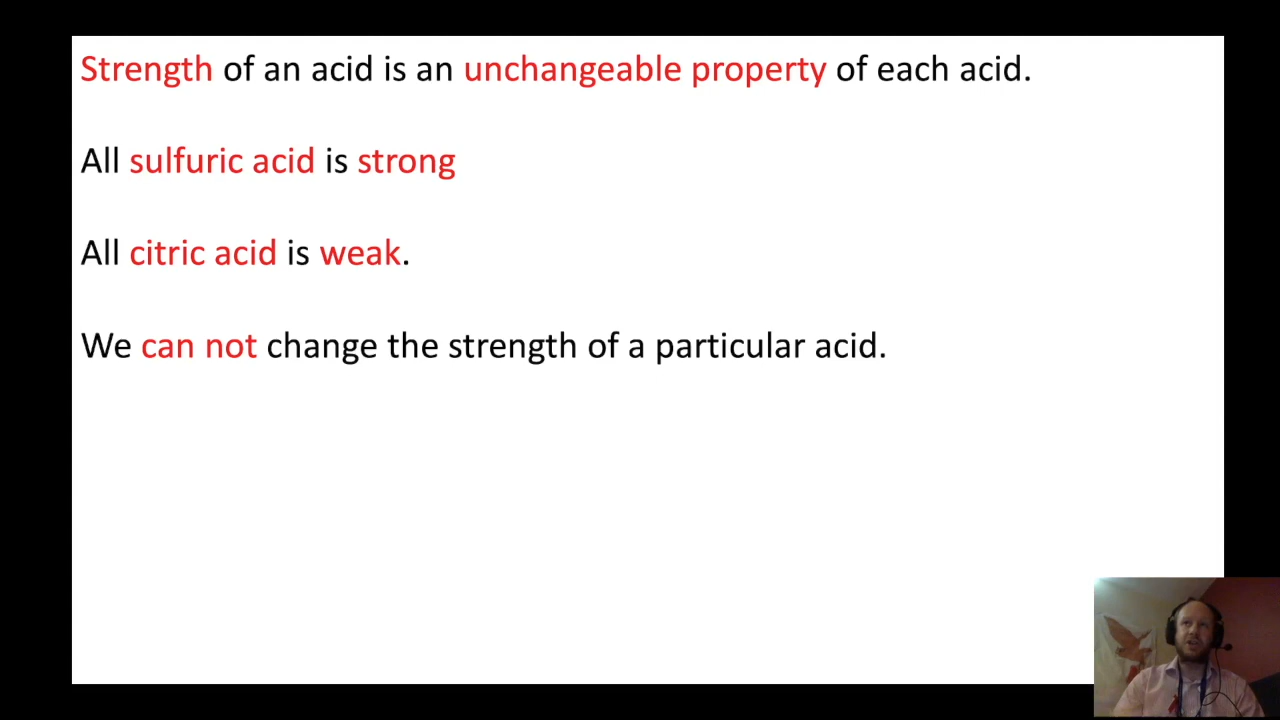 Strength of an acid is an unchangeable property of each acid.
All sulfuric acid is strong
All citric acid is weak.
We can not change the strength of a particular acid.